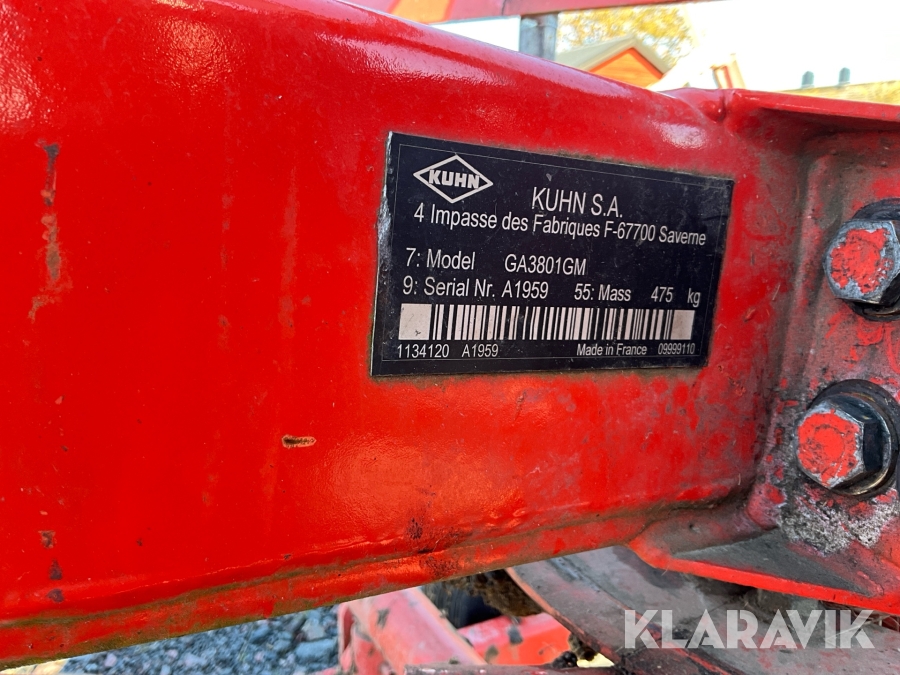 KUHN
KUHN S.A.
4 Impasse des Fabriques F-67700 Saverne
7: Model GA3801GM
9: Serial Nr. A1959 55: Mass 475 kg
1134120 A1959 Made in France 09999110
KLARAVIK